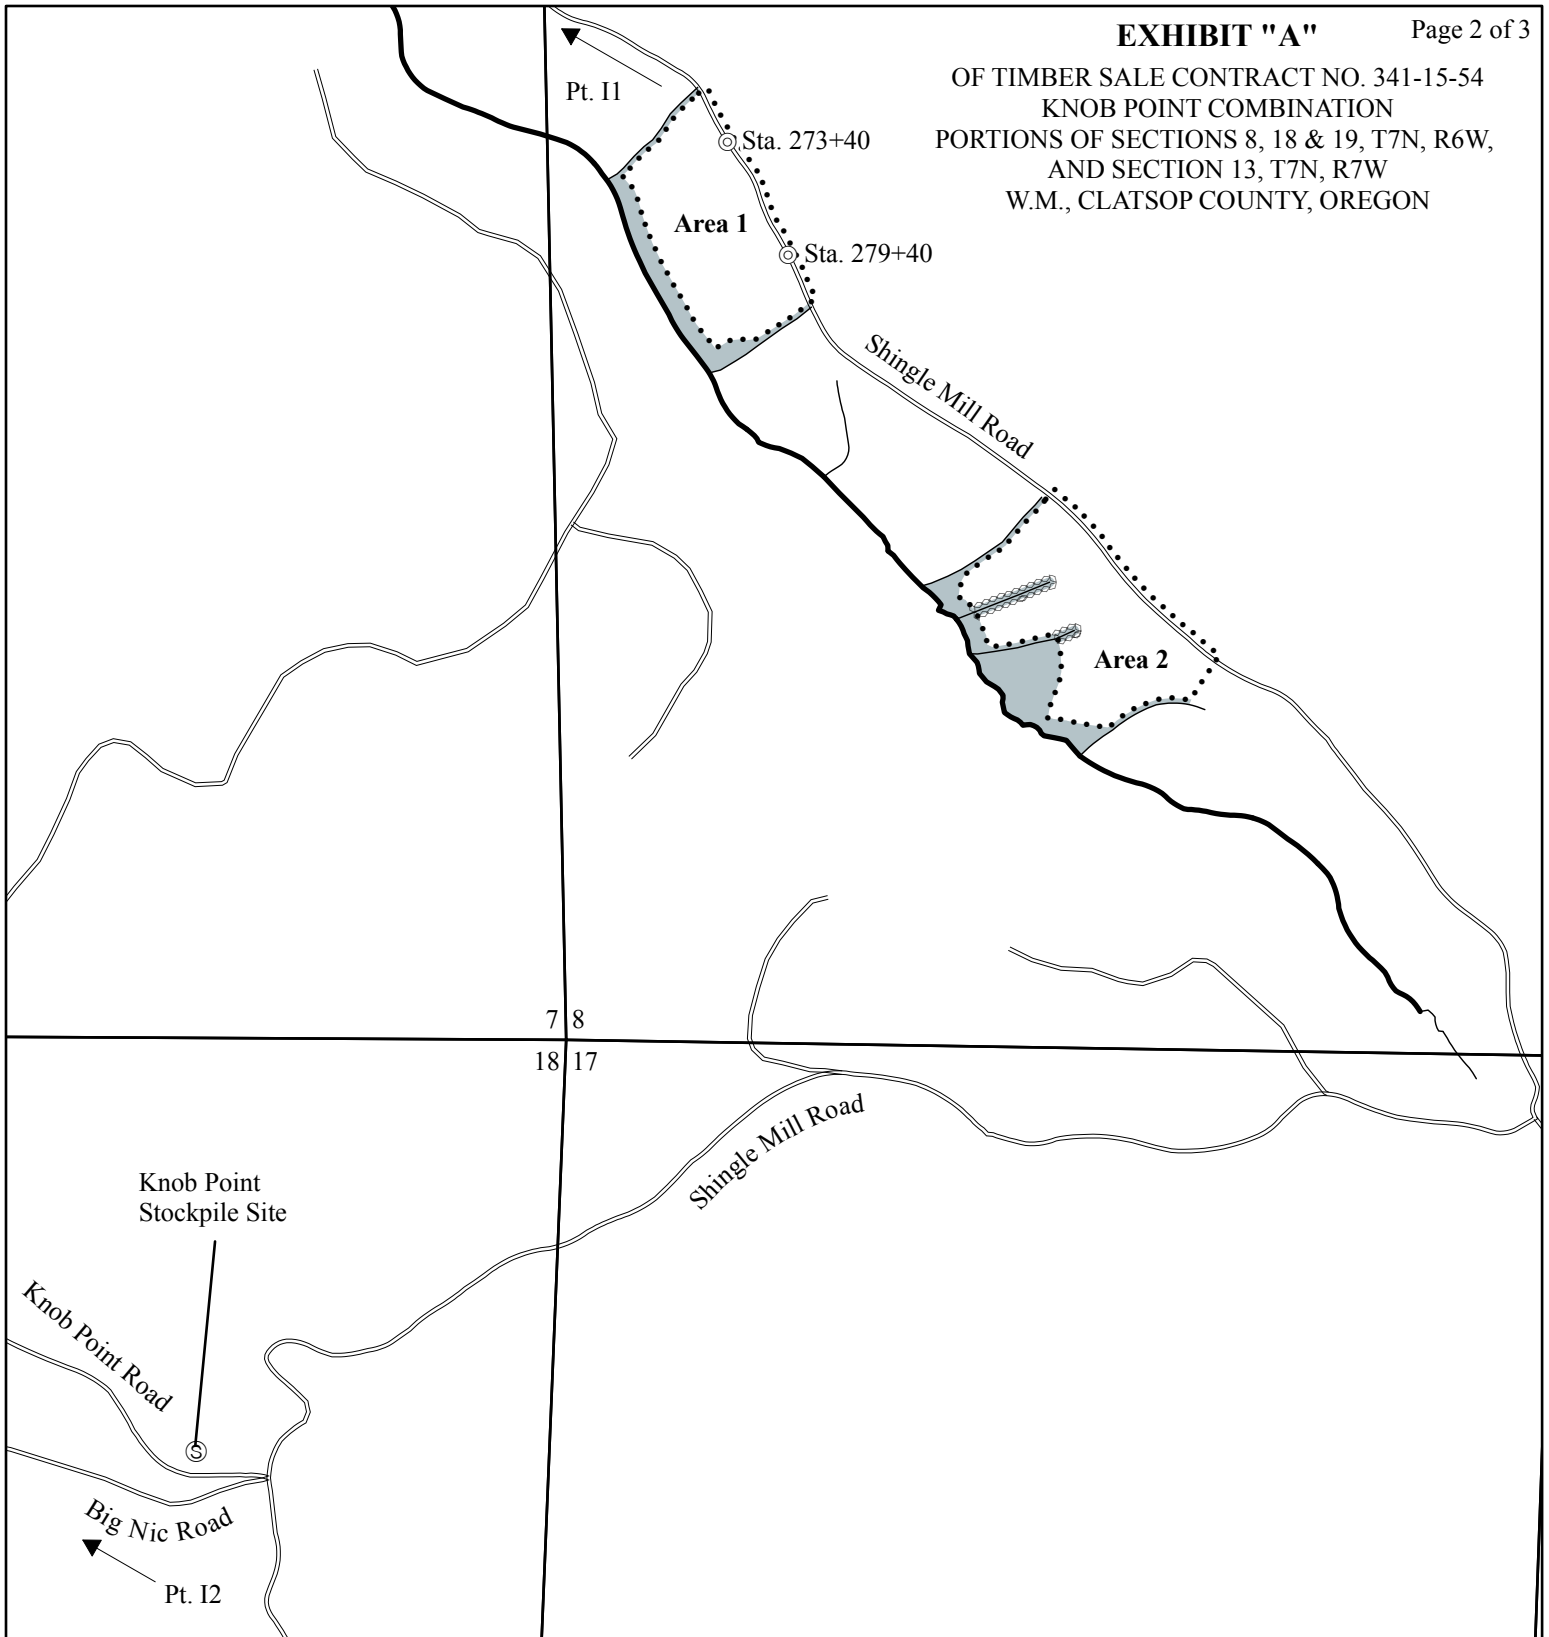 EXHIBIT "A"
Page 2 of 3
OF TIMBER SALE CONTRACT NO. 341-15-54
KNOB POINT COMBINATION
PORTIONS OF SECTIONS 8, 18 & 19, T7N, R6W,
AND SECTION 13, T7N, R7W
W.M., CLATSOP COUNTY, OREGON
Pt. I1
Sta. 273+40
Area 1
Sta. 279+40
Shingle Mill Road
Area 2
7 8
18 17
Shingle Mill Road
Knob Point
Stockpile Site
Knob Point Road
S
Big Nic Road
Pt. I2